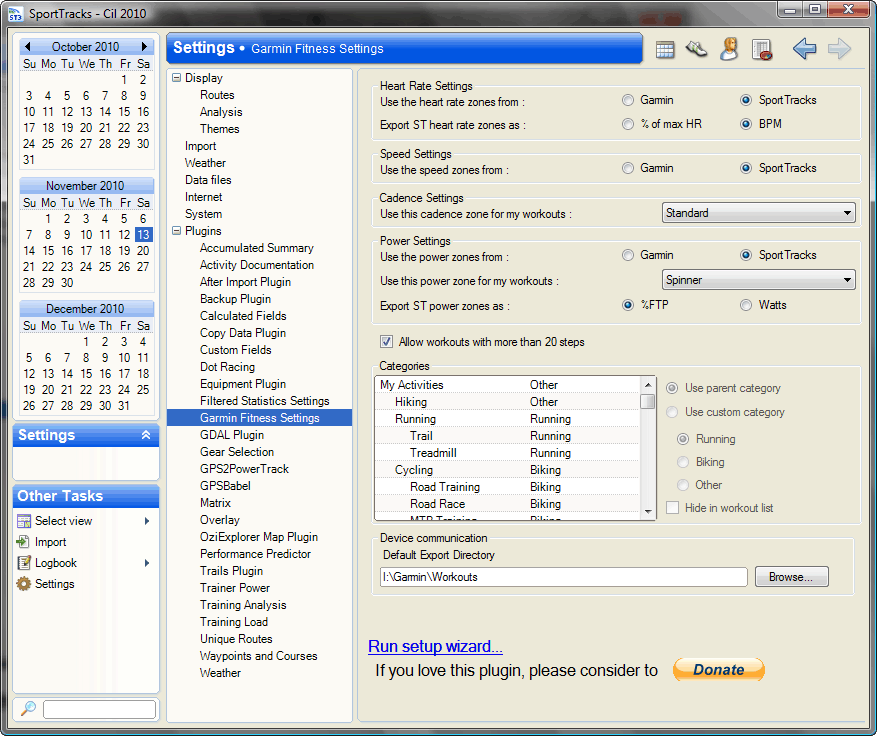 SportTracks - Cil 2010
October 2010
Su Mo Tu We Th Fr Sa
1 2
3 4 5 6 7 8 9
10 11 12 13 14 15 16
17 18 19 20 21 22 23
24 25 26 27 28 29 30
31
November 2010
Su Mo Tu We Th Fr Sa
1 2 3 4 5 6
7 8 9 10 11 12 13
14 15 16 17 18 19 20
21 22 23 24 25 26 27
28 29 30
December 2010
Su Mo Tu We Th Fr Sa
1 2 3 4
5 6 7 8 9 10 11
12 13 14 15 16 17 18
19 20 21 22 23 24 25
26 27 28 29 30 31
Settings
Other Tasks
Select view
Import
Logbook
Settings
Settings • Garmin Fitness Settings
Display
Routes
Analysis
Themes
Import
Weather
Data files
Internet
System
Plugins
Accumulated Summary
Activity Documentation
After Import Plugin
Backup Plugin
Calculated Fields
Copy Data Plugin
Custom Fields
Dot Racing
Equipment Plugin
Filtered Statistics Settings
Garmin Fitness Settings
GDAL Plugin
Gear Selection
GPS2PowerTrack
GPSBabel
Matrix
Overlay
OziExplorer Map Plugin
Performance Predictor
Trails Plugin
Trainer Power
Training Analysis
Training Load
Unique Routes
Waypoints and Courses
Weather
Heart Rate Settings
Use the heart rate zones from : Garmin SportTracks
Export ST heart rate zones as : % of max HR BPM
Speed Settings
Use the speed zones from : Garmin SportTracks
Cadence Settings
Use this cadence zone for my workouts : Standard
Power Settings
Use the power zones from : Garmin SportTracks
Use this power zone for my workouts : Spinner
Export ST power zones as : %FTP Watts
Allow workouts with more than 20 steps
Categories
My Activities Other
Hiking Other
Running Running
Trail Running
Treadmill Running
Cycling Biking
Road Training Biking
Road Race Biking
MTB Training Biking
Use parent category
Use custom category
Running
Biking
Other
Hide in workout list
Device communication
Default Export Directory
I:\Garmin\Workouts Browse...
Run setup wizard...
If you love this plugin, please consider to Donate